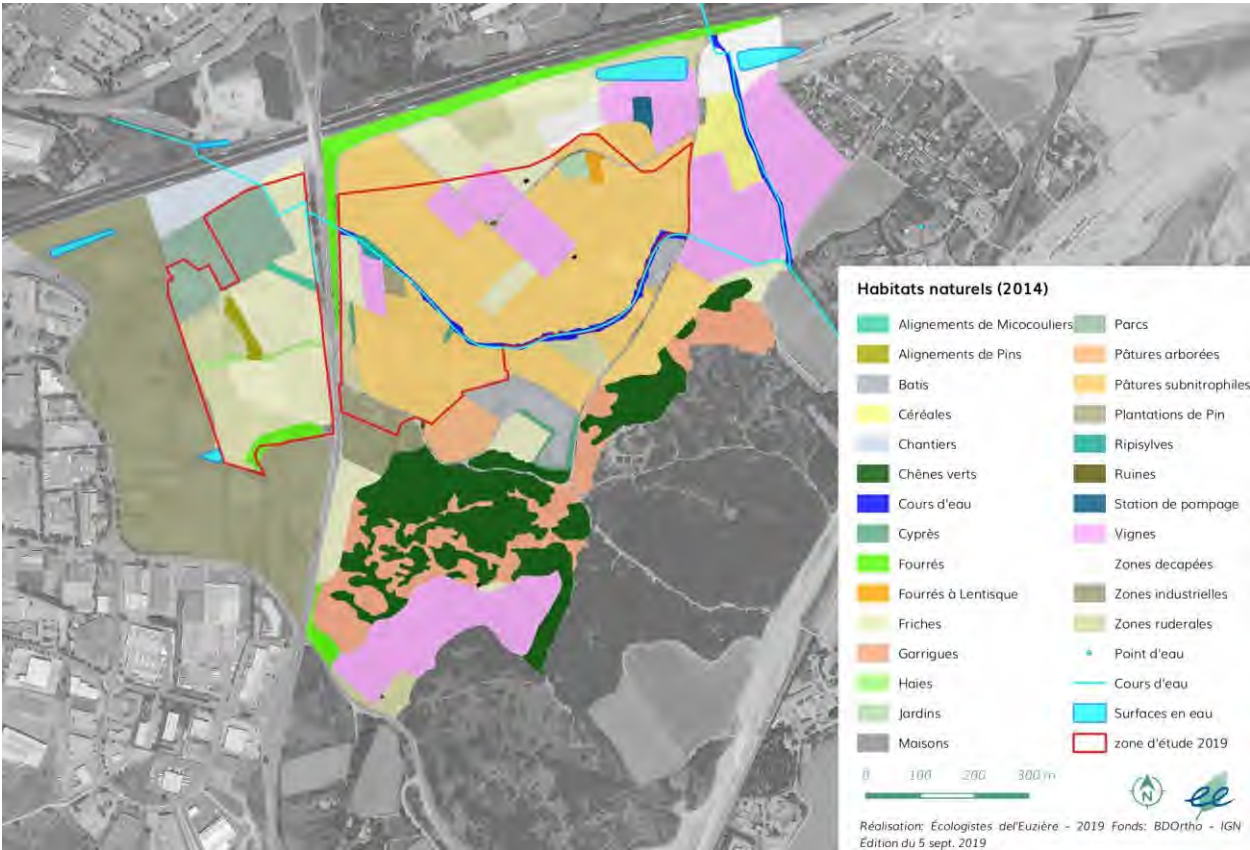 Habitats naturels (2014)
Alignements de Micocouliers
Alignements de Pins
Batis
Céréales
Chantiers
Chênes verts
Cours d'eau
Cyprès
Fourrés
Fourrés à Lentisque
Friches
Garrigues
Haies
Jardins
Maisons
Parcs
Pâtures arborées
Pâtures subnitrophiles
Plantations de Pin
Ripisylves
Ruines
Station de pompage
Vignes
Zones decapées
Zones industrielles
Zones ruderales
Point d'eau
Cours d'eau
Surfaces en eau
zone d'étude 2019
0 100 200 300 m
N
ee
Réalisation: Écologistes del'Euzière - 2019 Fonds: BDOrtho - IGN
Édition du 5 sept. 2019